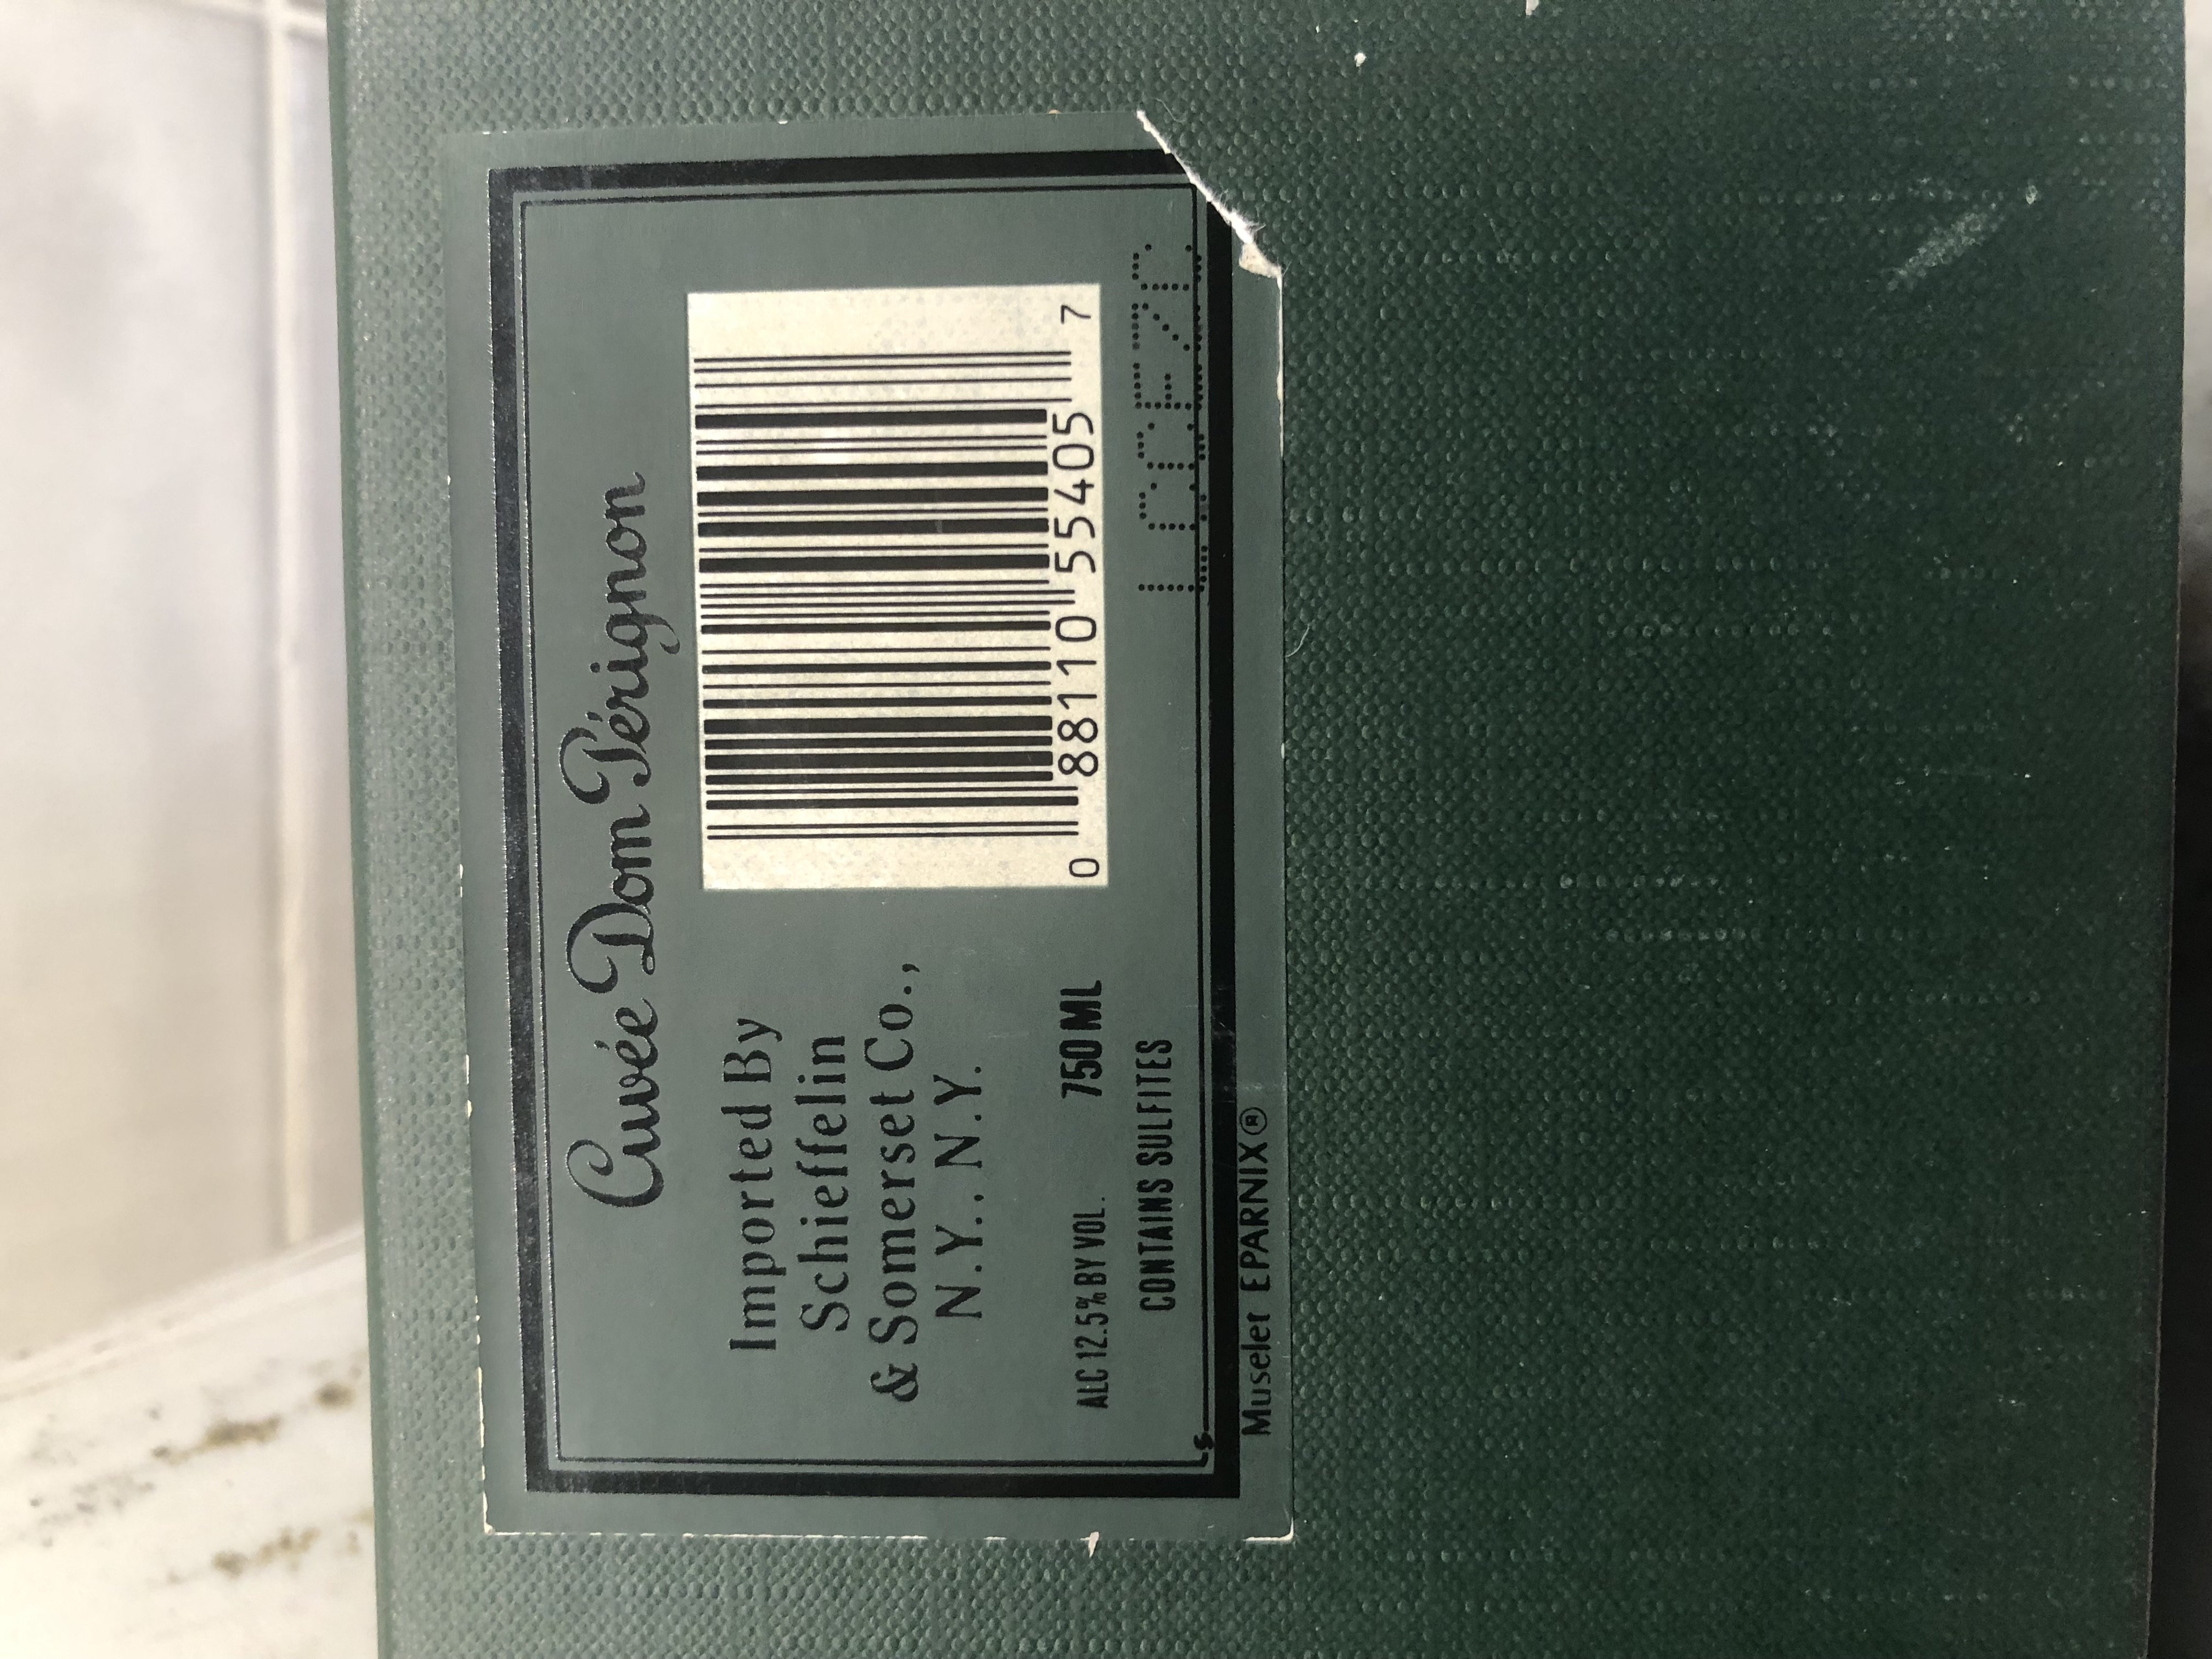 Cuvée Dom Pérignon
Imported By
Schieffelin
& Somerset Co.,
N.Y., N.Y.
ALC 12.5% BY VOL. 750 ML
CONTAINS SULFITES
0 88110 55405 7
Muselet EPARNIX®